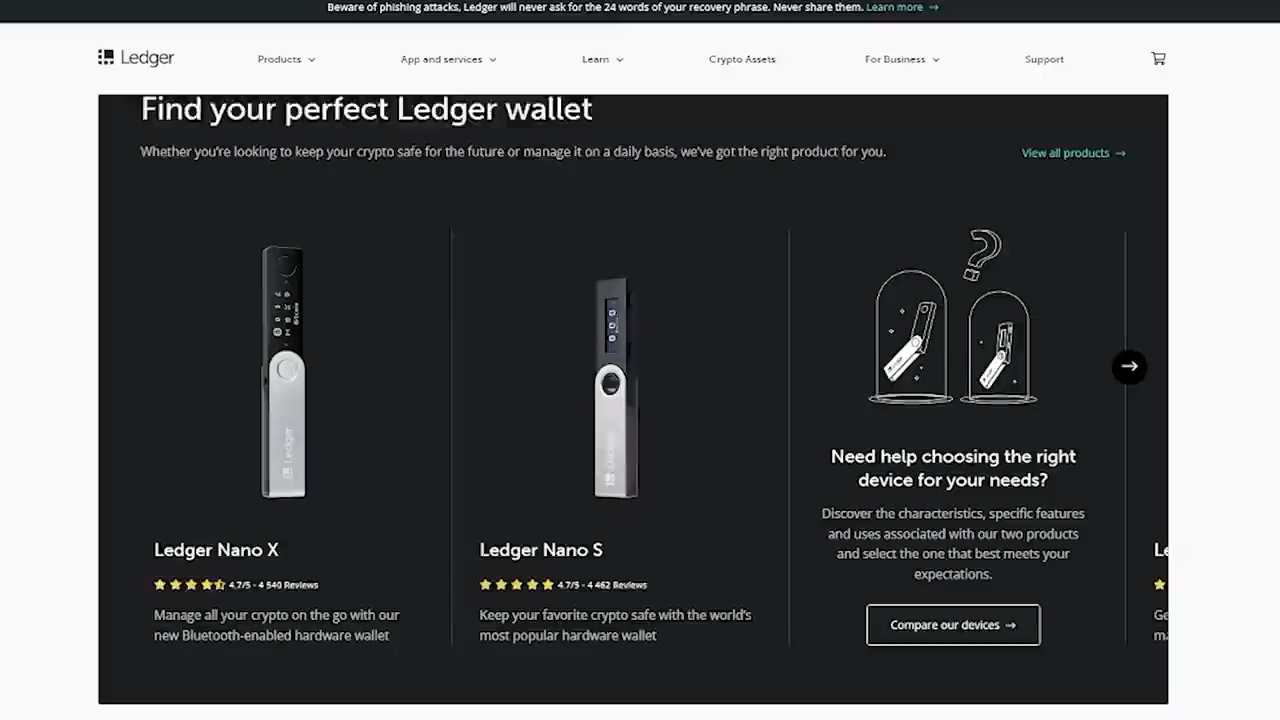 Beware of phishing attacks, Ledger will never ask for the 24 words of your recovery phrase. Never share them. Learn more →
Ledger
Products
App and services
Learn
Crypto Assets
For Business
Support
Find your perfect Ledger wallet
Whether you're looking to keep your crypto safe for the future or manage it on a daily basis, we've got the right product for you.
View all products →
Ledger
Ledger Nano X
4.7/5 - 4 540 Reviews
Manage all your crypto on the go with our
new Bluetooth-enabled hardware wallet
Ledger Nano S
4.7/5 - 4 462 Reviews
Keep your favorite crypto safe with the world's
most popular hardware wallet
?
Need help choosing the right
device for your needs?
Discover the characteristics, specific features
and uses associated with our two products
and select the one that best meets your
expectations.
Compare our devices →
Le
Ge
ma